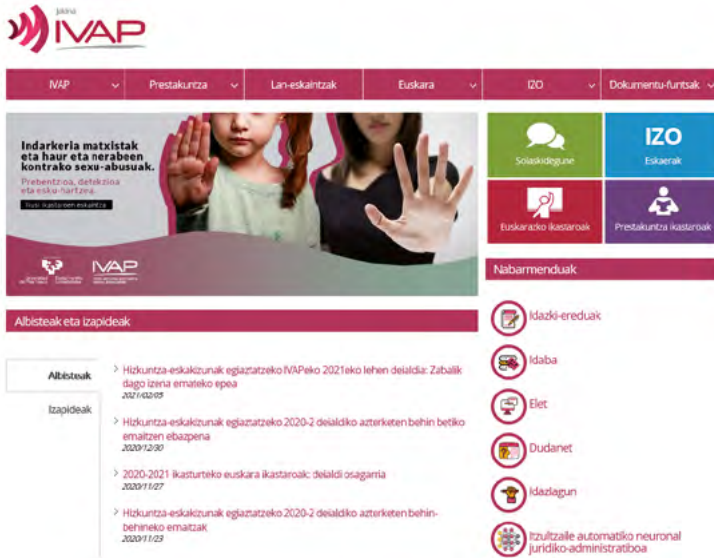 jakina
IVAP
IVAP
Prestakuntza
Lan-eskaintzak
Euskara
IZO
Dokumentu-funtsak
Indarkeria matxistak
eta haur eta nerabeen
kontrako sexu-abusuak.
Prebentzioa, detekzioa
eta esku-hartzea.
Ikusi ikastaroen eskaintza
IVAP
Solaskidegune
IZO
Eskaerak
Euskarazko ikastaroak
Prestakuntza ikastaroak
Albisteak eta izapideak
Albisteak
Izapideak
Hizkuntza-eskakizunak egiaztatzeko IVAPeko 2021eko lehen deialdia: Zabalik
dago izena emateko epea
2021/02/05
Hizkuntza-eskakizunak egiaztatzeko 2020-2 deialdiko azterketen behin betiko
emaitzen ebazpena
2020/12/30
2020-2021 ikasturteko euskara ikastaroak: deialdi osagarria
2020/11/27
Hizkuntza-eskakizunak egiaztatzeko 2020-2 deialdiko azterketen behin-
behineko emaitzak
2020/11/23
Nabarmenduak
Idazki-ereduak
Idaba
Elet
Dudanet
Idazlagun
Itzultzaile automatiko neuronal
juridiko-administratiboa